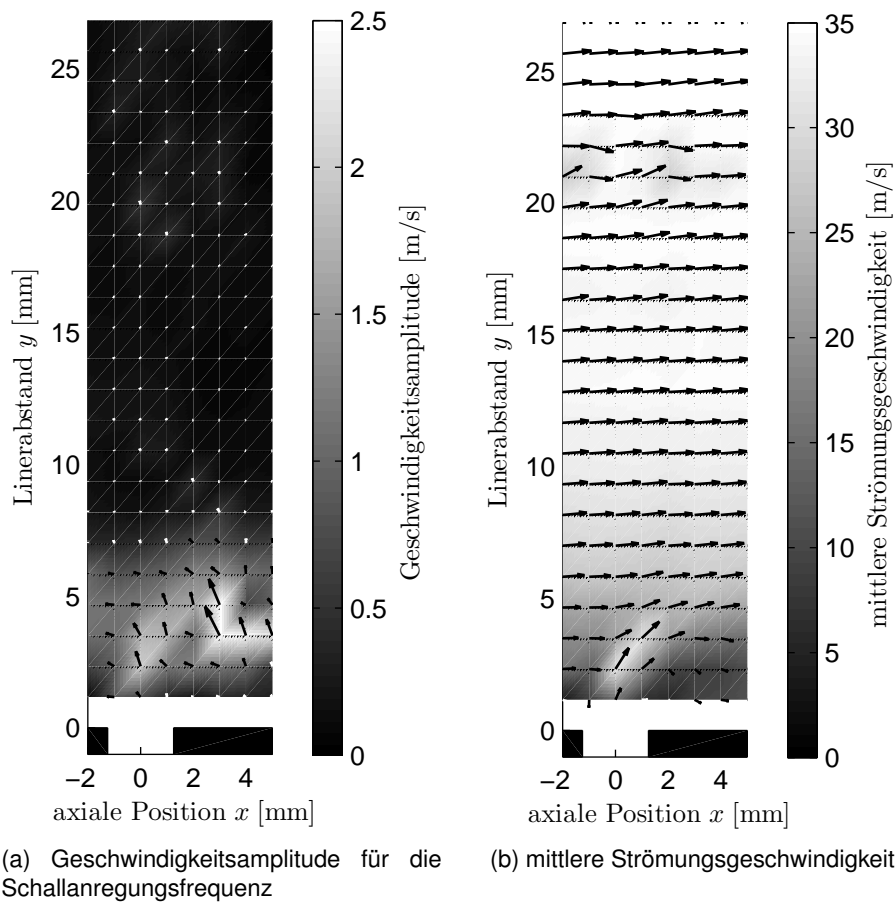 25
20
15
10
5
0
Linerabstand y [mm]
−2 0 2 4
axiale Position x [mm]
2.5
2
1.5
1
0.5
0
Geschwindigkeitsamplitude [m/s]
(a) Geschwindigkeitsamplitude für die
Schallanregungsfrequenz
25
20
15
10
5
0
Linerabstand y [mm]
−2 0 2 4
axiale Position x [mm]
35
30
25
20
15
10
5
0
mittlere Strömungsgeschwindigkeit [m/s]
(b) mittlere Strömungsgeschwindigkeit